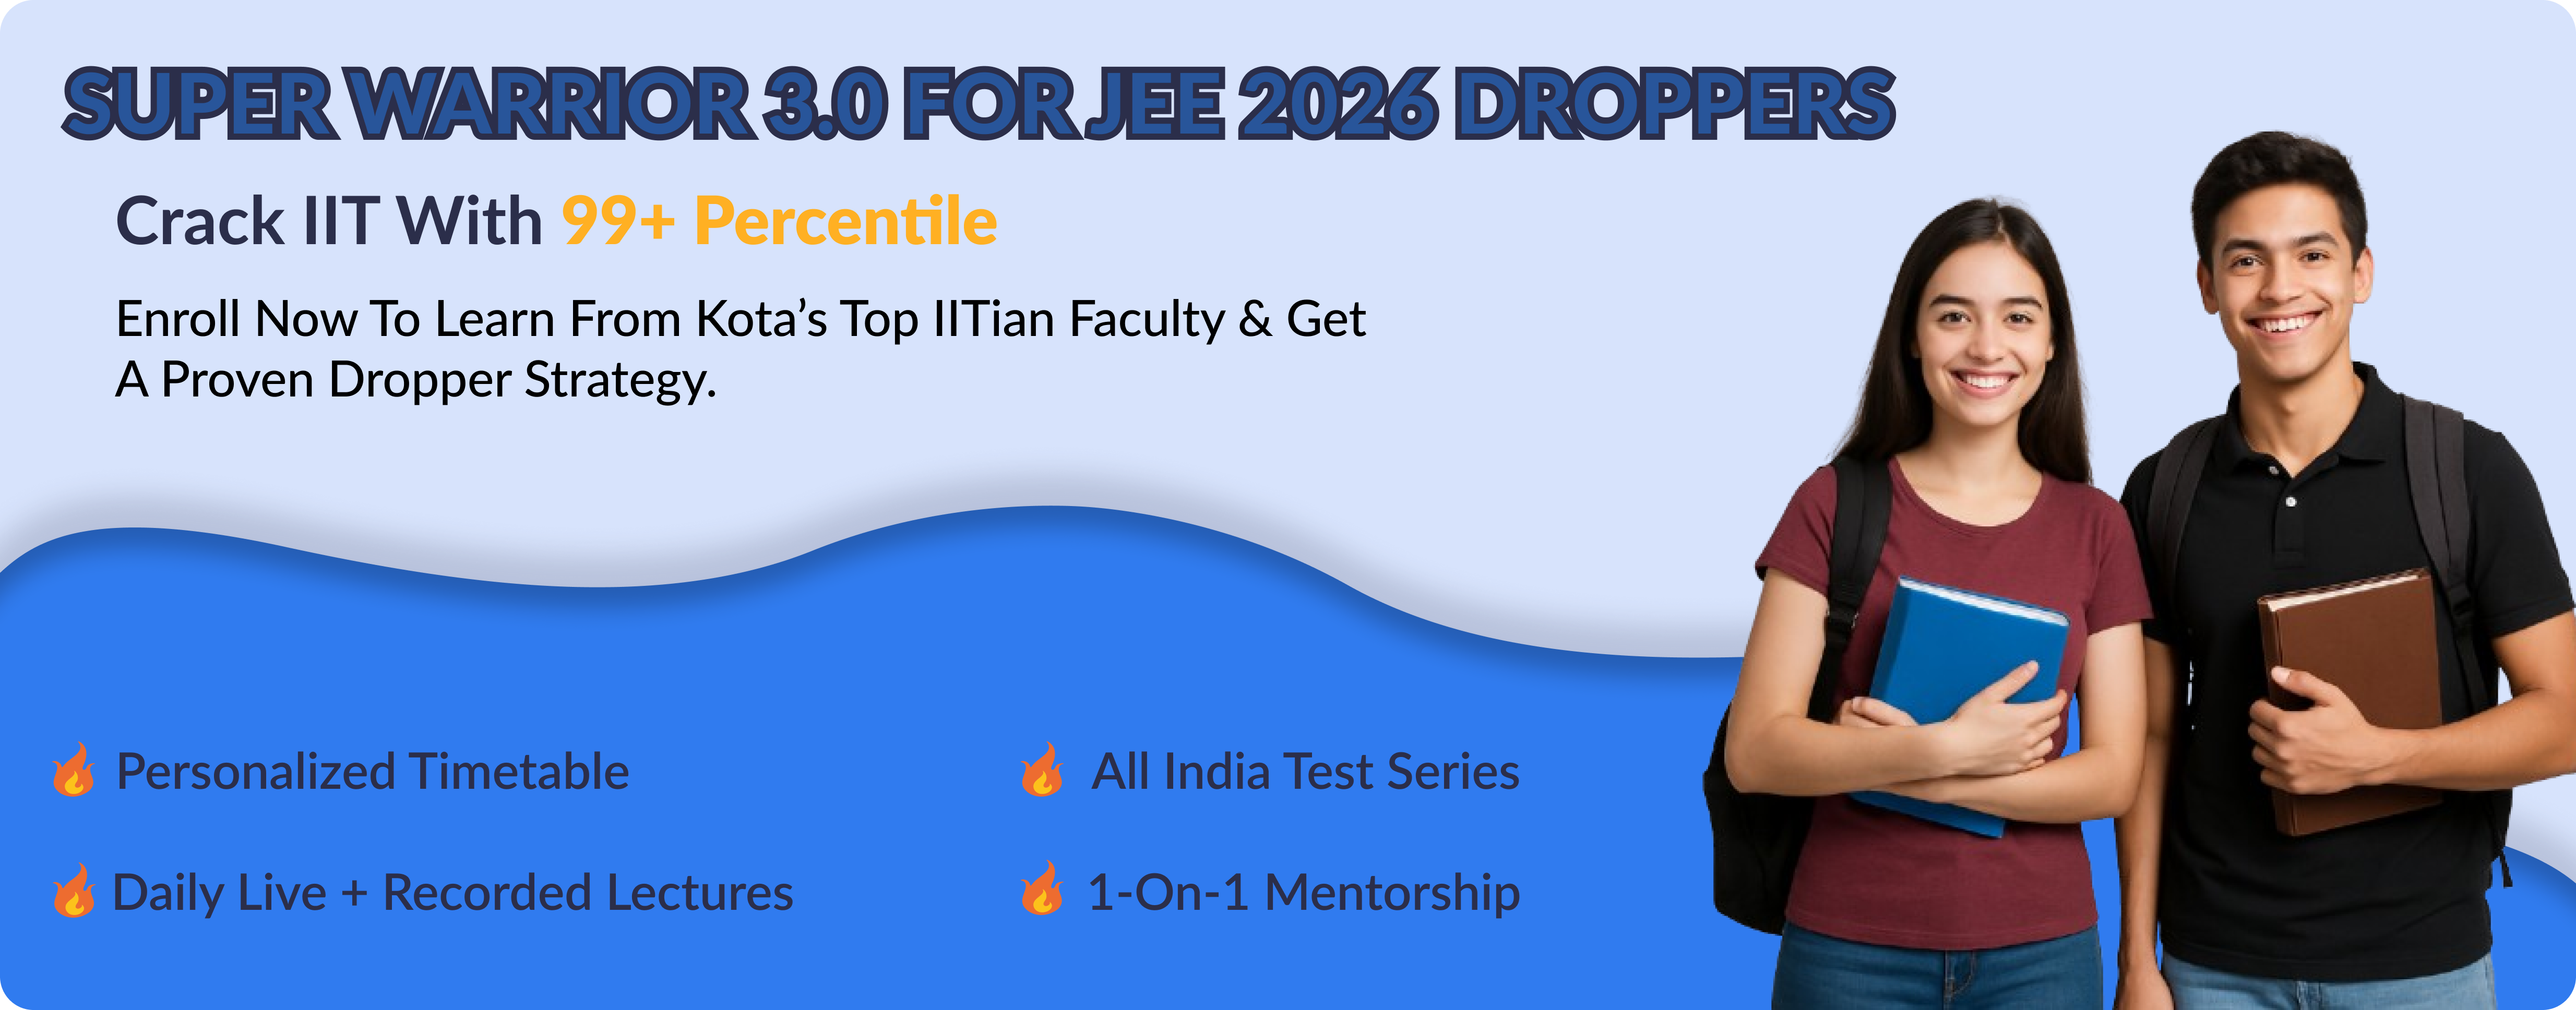 SUPER WARRIOR 3.0 FOR JEE 2026 DROPPERS
Crack IIT With 99+ Percentile
Enroll Now To Learn From Kota’s Top IITian Faculty & Get
A Proven Dropper Strategy.
Personalized Timetable
All India Test Series
Daily Live + Recorded Lectures
1-On-1 Mentorship